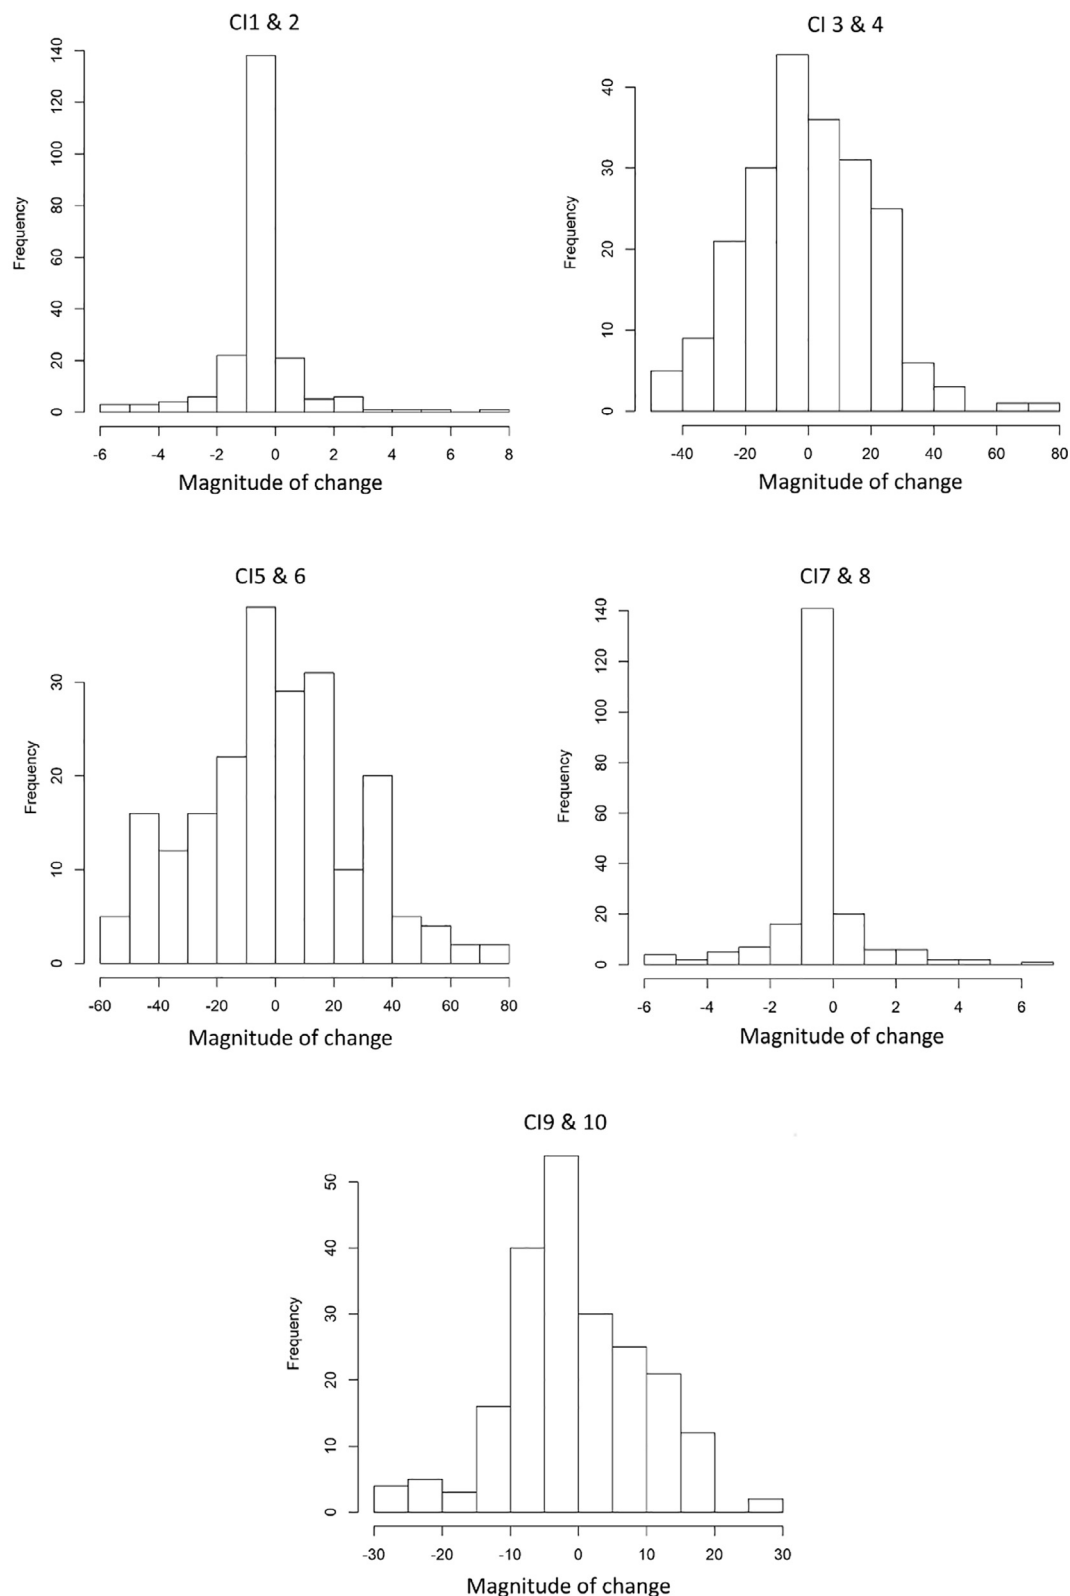 CI1 & 2
140
120
100
80
60
40
20
0
Frequency
-6 -4 -2 0 2 4 6 8
Magnitude of change
CI 3 & 4
40
30
20
10
0
Frequency
-40 -20 0 20 40 60 80
Magnitude of change
CI5 & 6
30
20
10
0
Frequency
-60 -40 -20 0 20 40 60 80
Magnitude of change
CI7 & 8
140
120
100
80
60
40
20
0
Frequency
-6 -4 -2 0 2 4 6
Magnitude of change
CI9 & 10
50
40
30
20
10
0
Frequency
-30 -20 -10 0 10 20 30
Magnitude of change